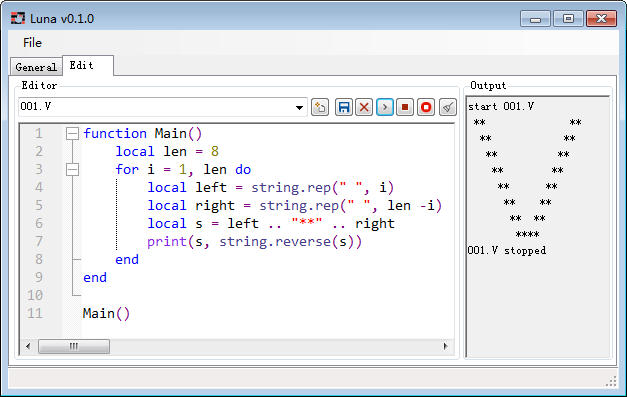 Luna v0.1.0
File
General Edit
Editor
001.V
1 function Main()
2     local len = 8
3     for i = 1, len do
4         local left = string.rep(" ", i)
5         local right = string.rep(" ", len -i)
6         local s = left .. "**" .. right
7         print(s, string.reverse(s))
8     end
9 end
10
11 Main()
Output
start 001.V
 **              **
  **            **
   **          **
    **        **
     **      **
      **    **
       **  **
        ****
001.V stopped